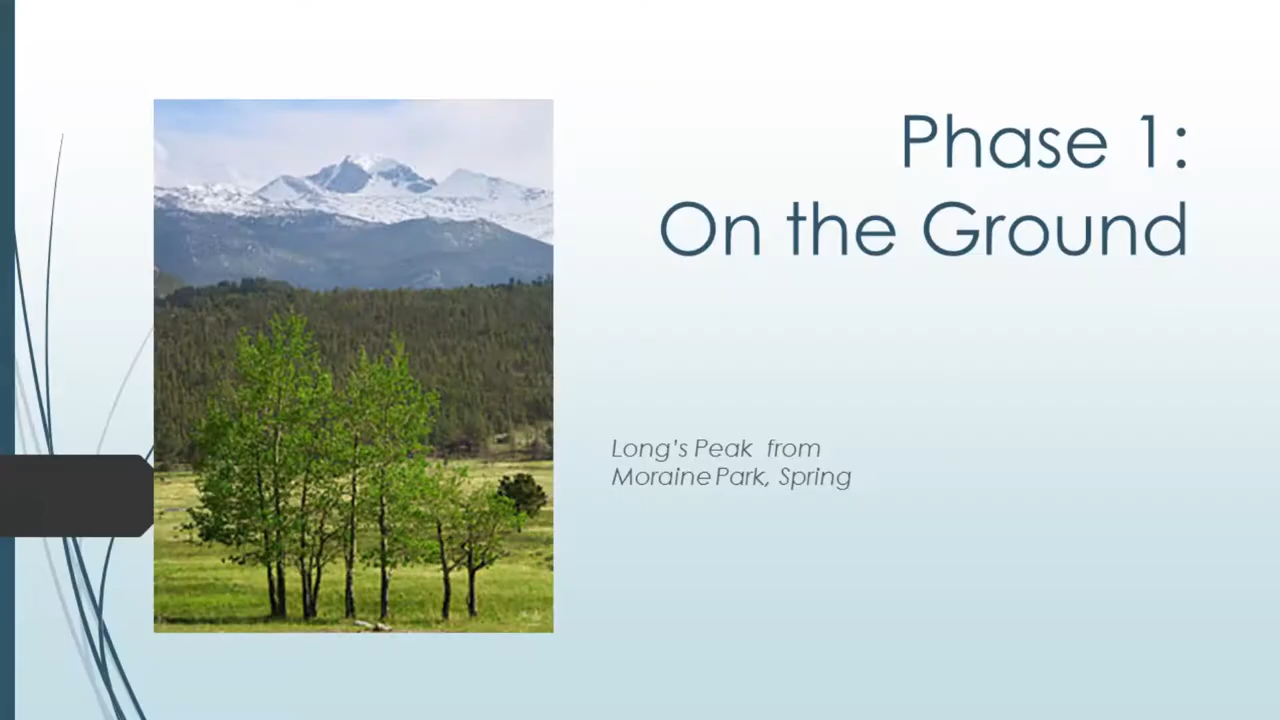 Phase 1:
On the Ground
Long's Peak from
Moraine Park, Spring